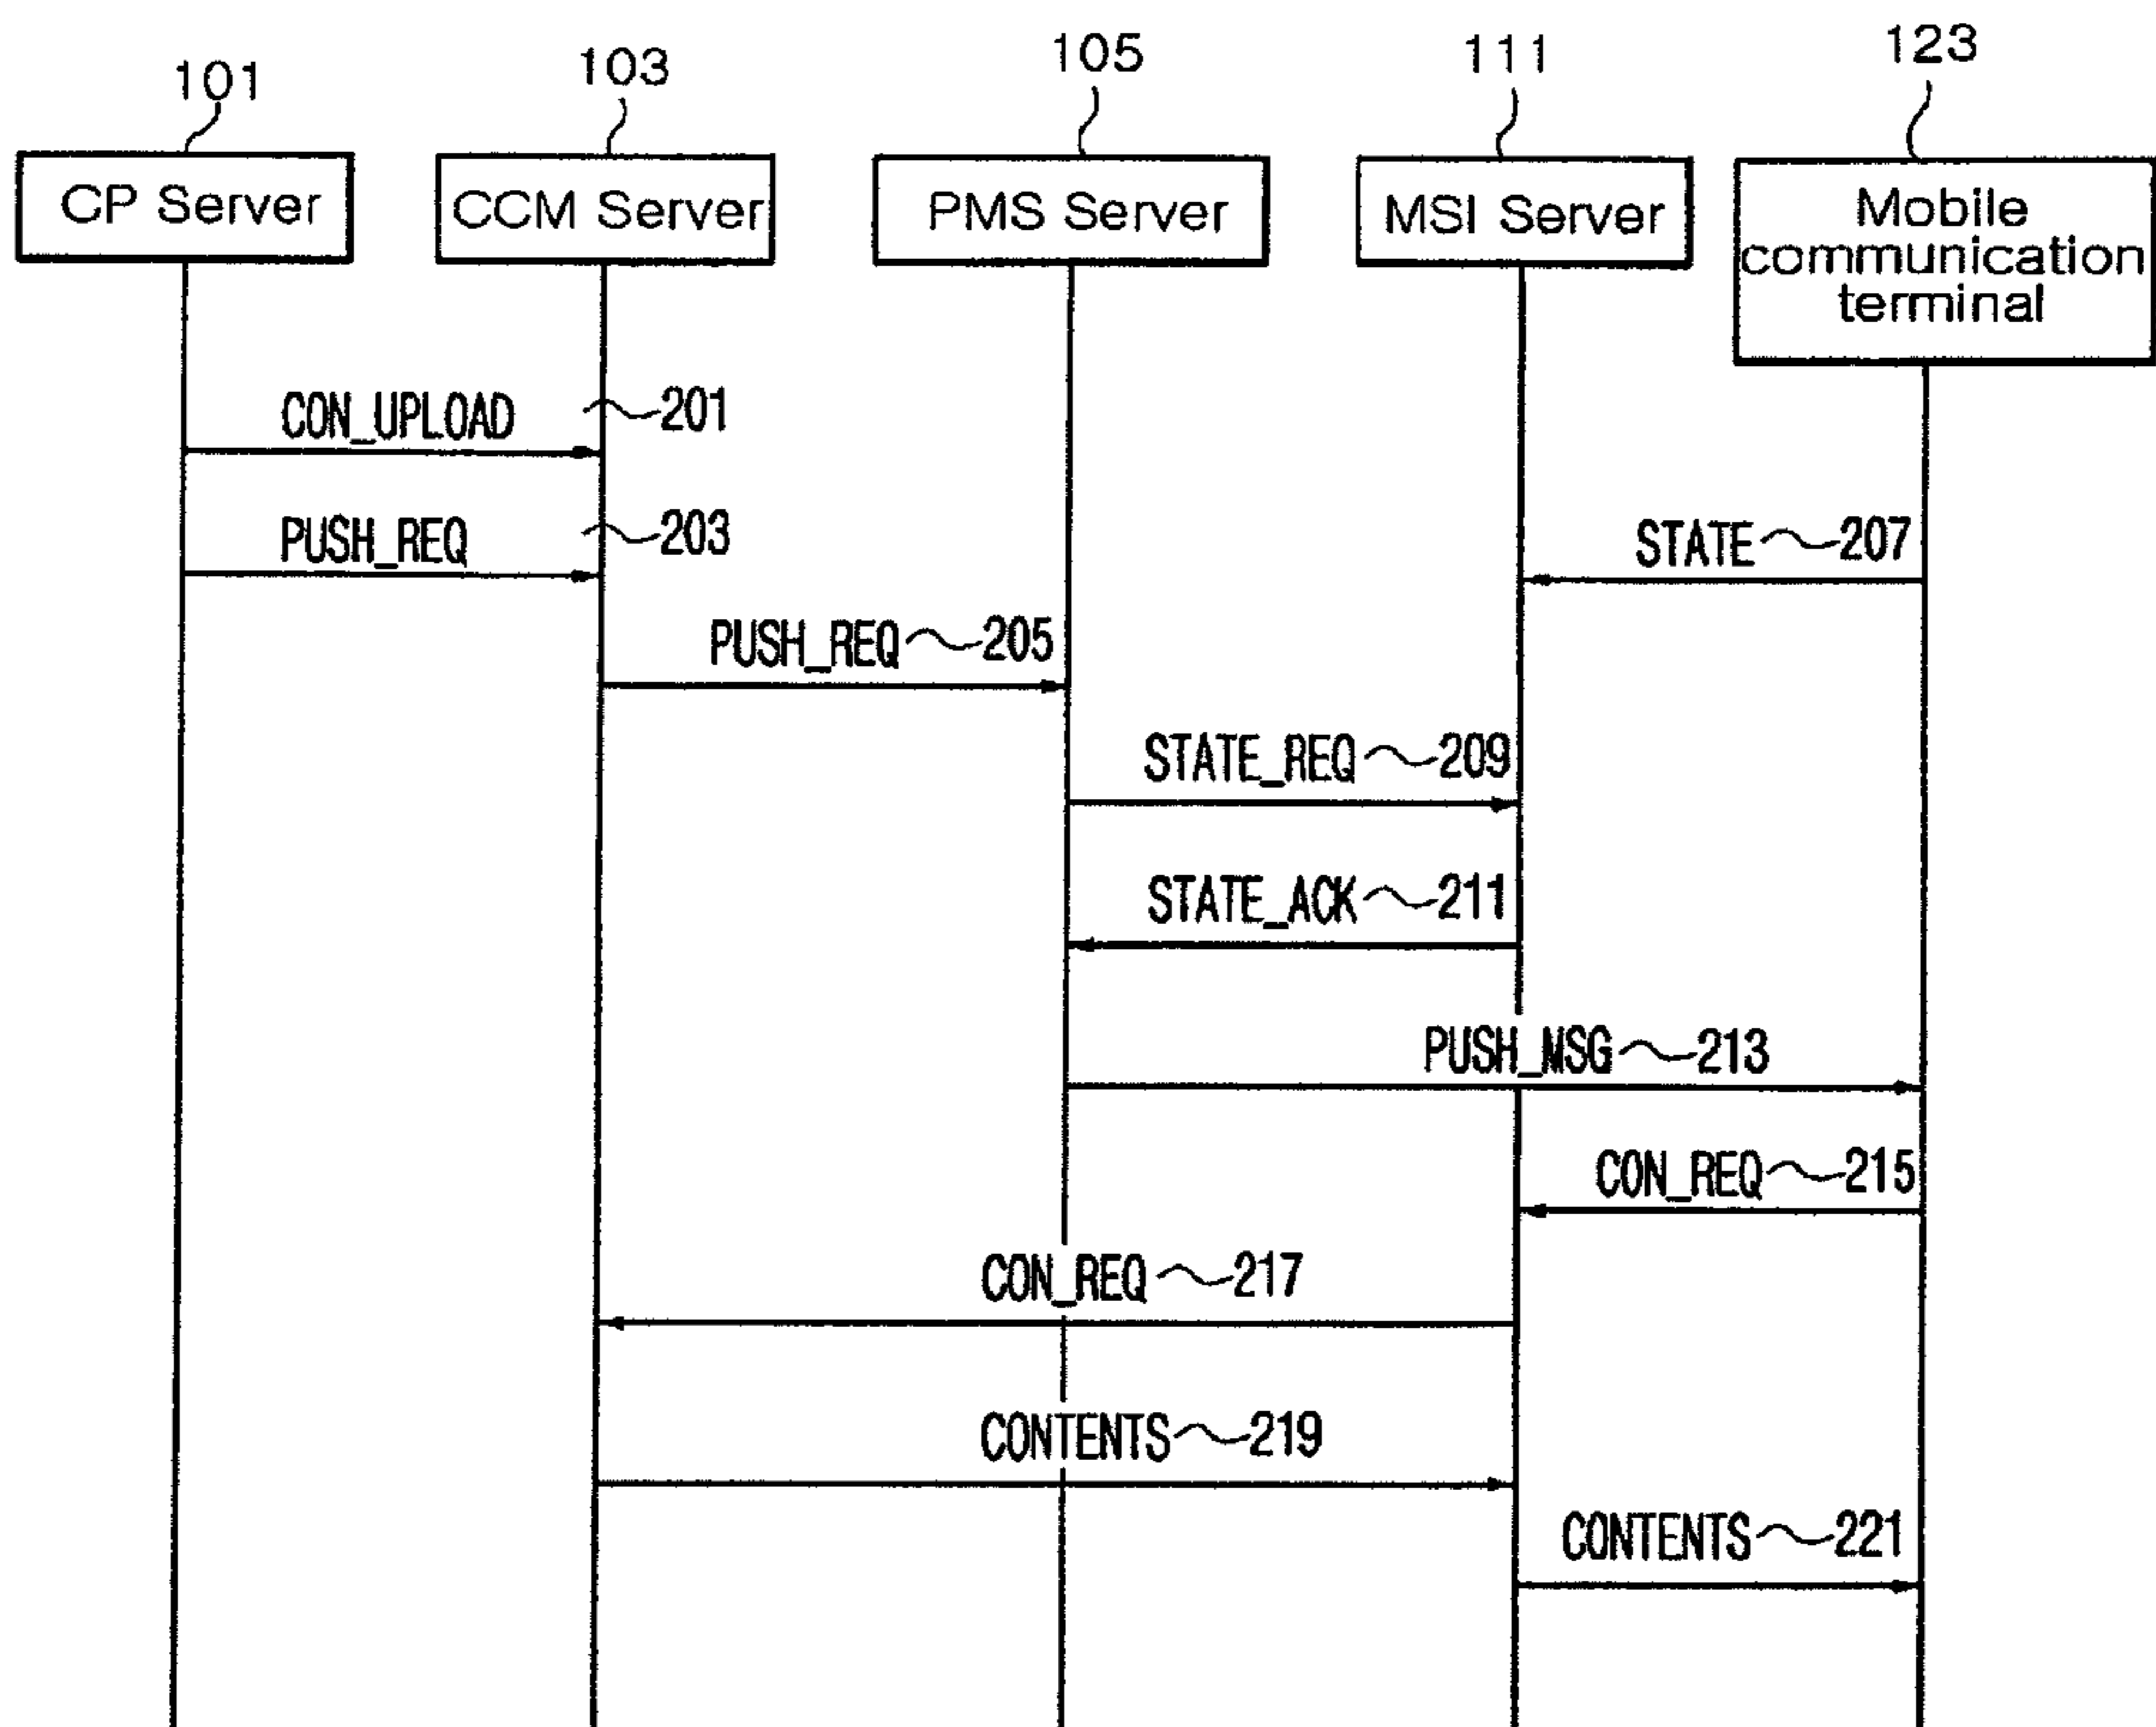 101
103
105
111
123
CP Server
CCM Server
PMS Server
MSI Server
Mobile
communication
terminal
CON_UPLOAD 201
PUSH_REQ 203
STATE 207
PUSH_REQ 205
STATE_REQ 209
STATE_ACK 211
PUSH_MSG 213
CON_REQ 215
CON_REQ 217
CONTENTS 219
CONTENTS 221